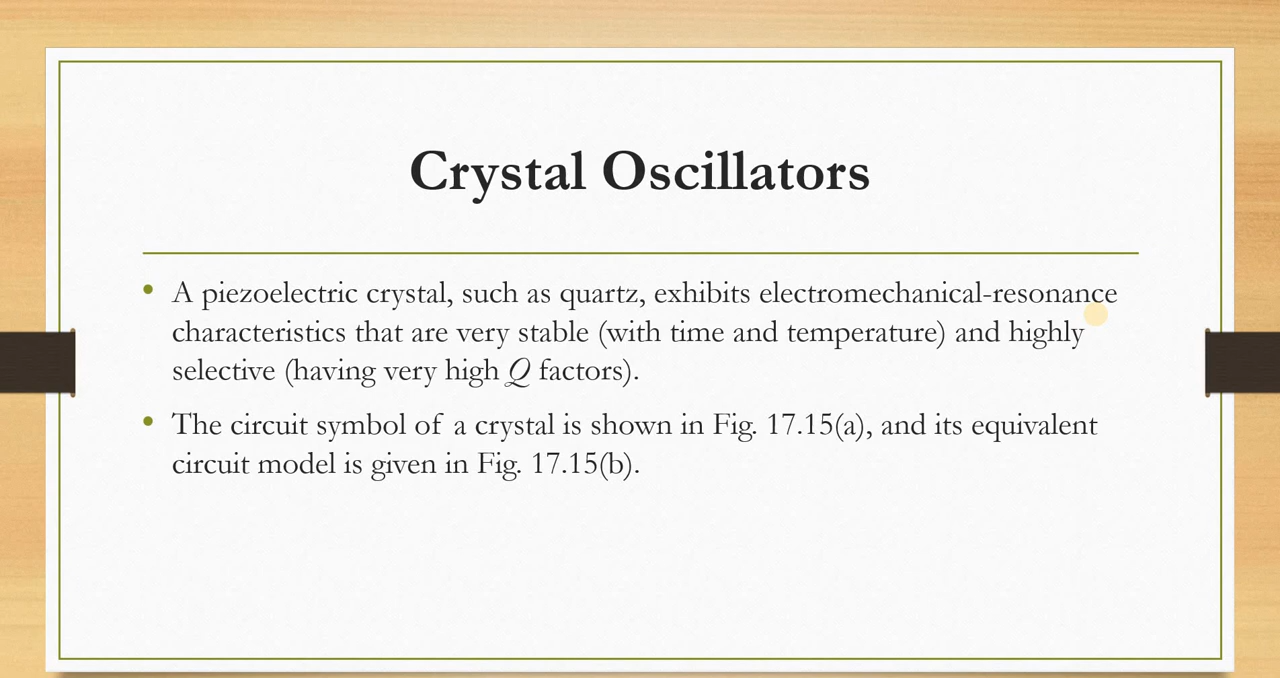 Crystal Oscillators
• A piezoelectric crystal, such as quartz, exhibits electromechanical-resonance
characteristics that are very stable (with time and temperature) and highly
selective (having very high Q factors).
• The circuit symbol of a crystal is shown in Fig. 17.15(a), and its equivalent
circuit model is given in Fig. 17.15(b).